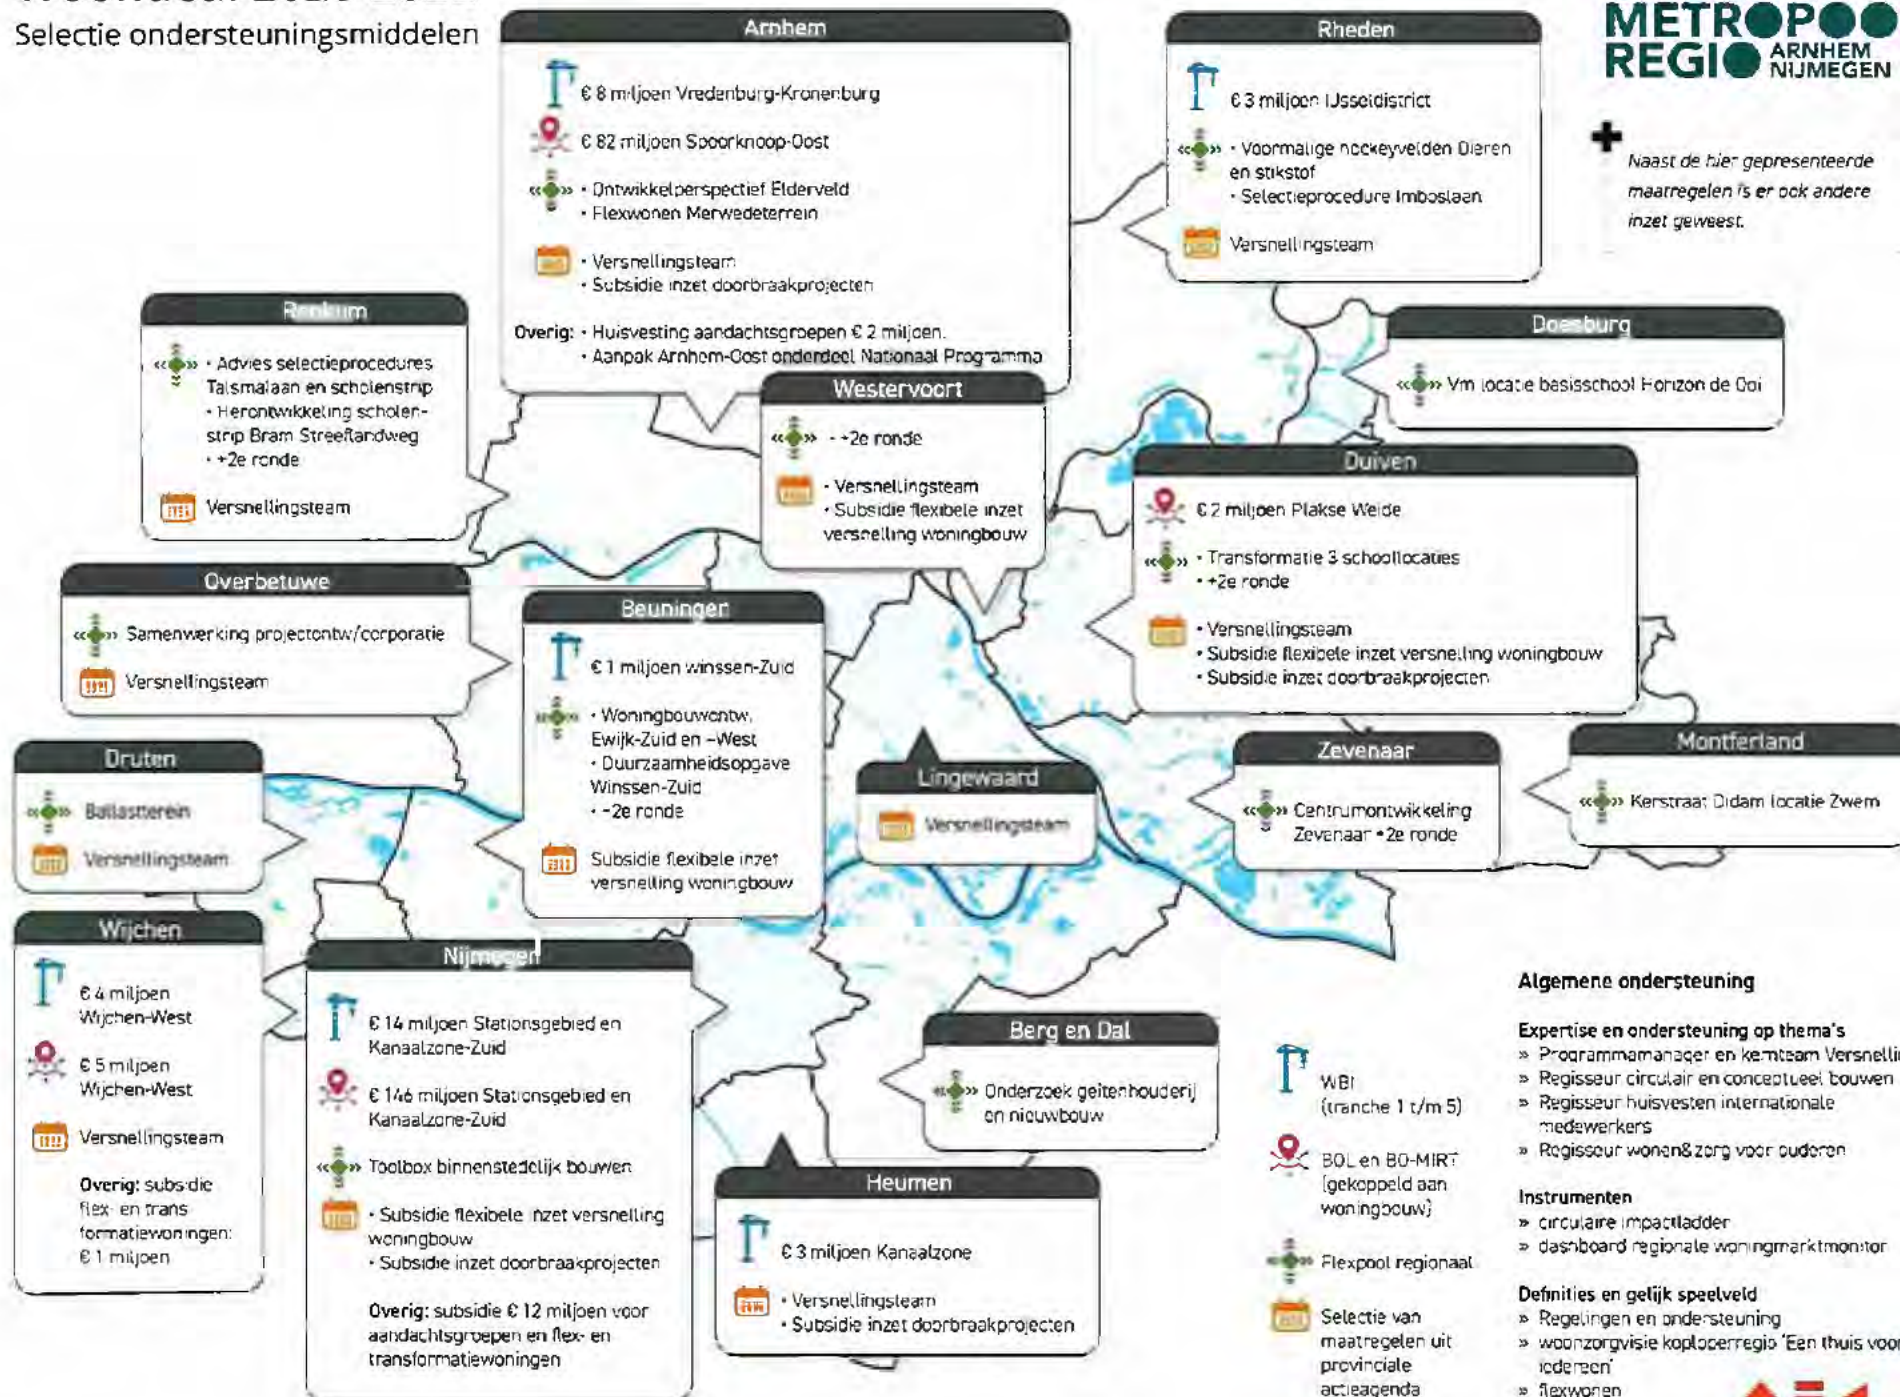 Selectie ondersteuningsmiddelen
METROPOO
REGIO ARNHEM
NIJMEGEN
Naast de hier gepresenteerde
maatregelen is er ook andere
inzet geweest.
Arnhem
€ 8 miljoen Vredenburg-Kronenburg
€ 82 miljoen Spoorknoop-Oost
• Ontwikkelperspectief Elderveld
• Flexwonen Merwedeterrein
• Versnellingsteam
• Subsidie inzet doorbraakprojecten
Overig: • Huisvesting aandachtsgroepen € 2 miljoen.
• Aanpak Arnhem-Oost onderdeel Nationaal Programma
Rheden
€ 3 miljoen IJsseldistrict
• Voormalige hockeyvelden Dieren
en stikstof
• Selectieprocedure Imboslaan
Versnellingsteam
Renkum
• Advies selectieprocedures
Talsmalaan en scholenstrip
• Herontwikkeling scholen-
strip Bram Streeflandweg
• +2e ronde
Versnellingsteam
Doesburg
Vm locatie basisschool Horizon de Ooi
Westervoort
• +2e ronde
• Versnellingsteam
• Subsidie flexibele inzet
versnelling woningbouw
Duiven
€ 2 miljoen Plakse Weide
• Transformatie 3 schoollocaties
• +2e ronde
• Versnellingsteam
• Subsidie flexibele inzet versnelling woningbouw
• Subsidie inzet doorbraakprojecten
Overbetuwe
Samenwerking projectontw/corporatie
Versnellingsteam
Beuningen
€ 1 miljoen winssen-Zuid
• Woningbouwontw.
Ewijk-Zuid en -West
• Duurzaamheidsopgave
Winssen-Zuid
• +2e ronde
Subsidie flexibele inzet
versnelling woningbouw
Druten
Ballastterein
Versnellingsteam
Lingewaard
Versnellingsteam
Zevenaar
Centrumontwikkeling
Zevenaar +2e ronde
Montferland
Kerstraat Didam locatie Zwem
Wijchen
€ 4 miljoen
Wijchen-West
€ 5 miljoen
Wijchen-West
Versnellingsteam
Overig: subsidie
flex- en trans
formatiewoningen:
€ 1 miljoen
Nijmegen
€ 14 miljoen Stationsgebied en
Kanaalzone-Zuid
€ 146 miljoen Stationsgebied en
Kanaalzone-Zuid
Toolbox binnenstedelijk bouwen
• Subsidie flexibele inzet versnelling
woningbouw
• Subsidie inzet doorbraakprojecten
Overig: subsidie € 12 miljoen voor
aandachtsgroepen en flex- en
transformatiewoningen
Berg en Dal
Onderzoek geitenhouderij
en nieuwbouw
Heumen
€ 3 miljoen Kanaalzone
• Versnellingsteam
• Subsidie inzet doorbraakprojecten
WBI
(tranche 1 t/m 5)
BOL en BO-MIRT
(gekoppeld aan
woningbouw)
Flexpool regionaal
Selectie van
maatregelen uit
provinciale
actieagenda
Algemene ondersteuning
Expertise en ondersteuning op thema's
» Programmamanager en kernteam Versnelli
» Regisseur circulair en conceptueel bouwen
» Regisseur huisvesten internationale
medewerkers
» Regisseur wonen&zorg voor ouderen
Instrumenten
» circulaire impactladder
» dashboard regionale woningmarktmonitor
Definities en gelijk speelveld
» Regelingen en ondersteuning
» woonzorgvisie koploperregio 'Een thuis voor
iedereen'
» flexwonen